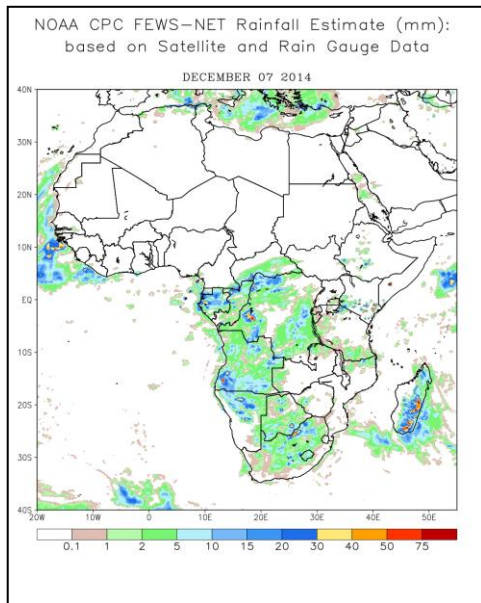 NOAA CPC FEWS-NET Rainfall Estimate (mm):
based on Satellite and Rain Gauge Data
DECEMBER 07 2014
40N
30N
20N
10N
EQ
10S
20S
30S
40S
20W 10W 0 10E 20E 30E 40E 50E
0.1 1 2 5 10 15 20 30 40 50 75